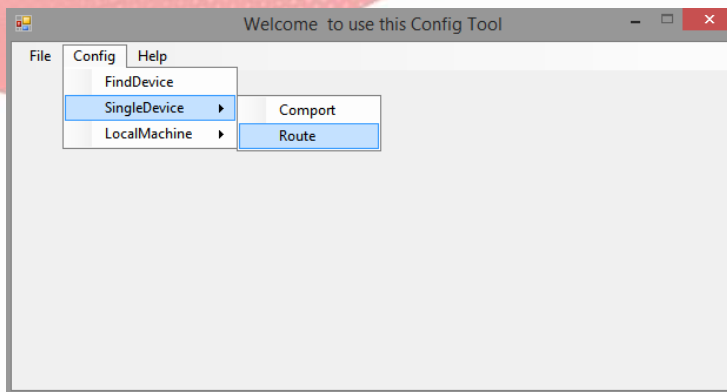 Welcome  to use this Config Tool
File Config Help
FindDevice
SingleDevice
Comport
LocalMachine
Route